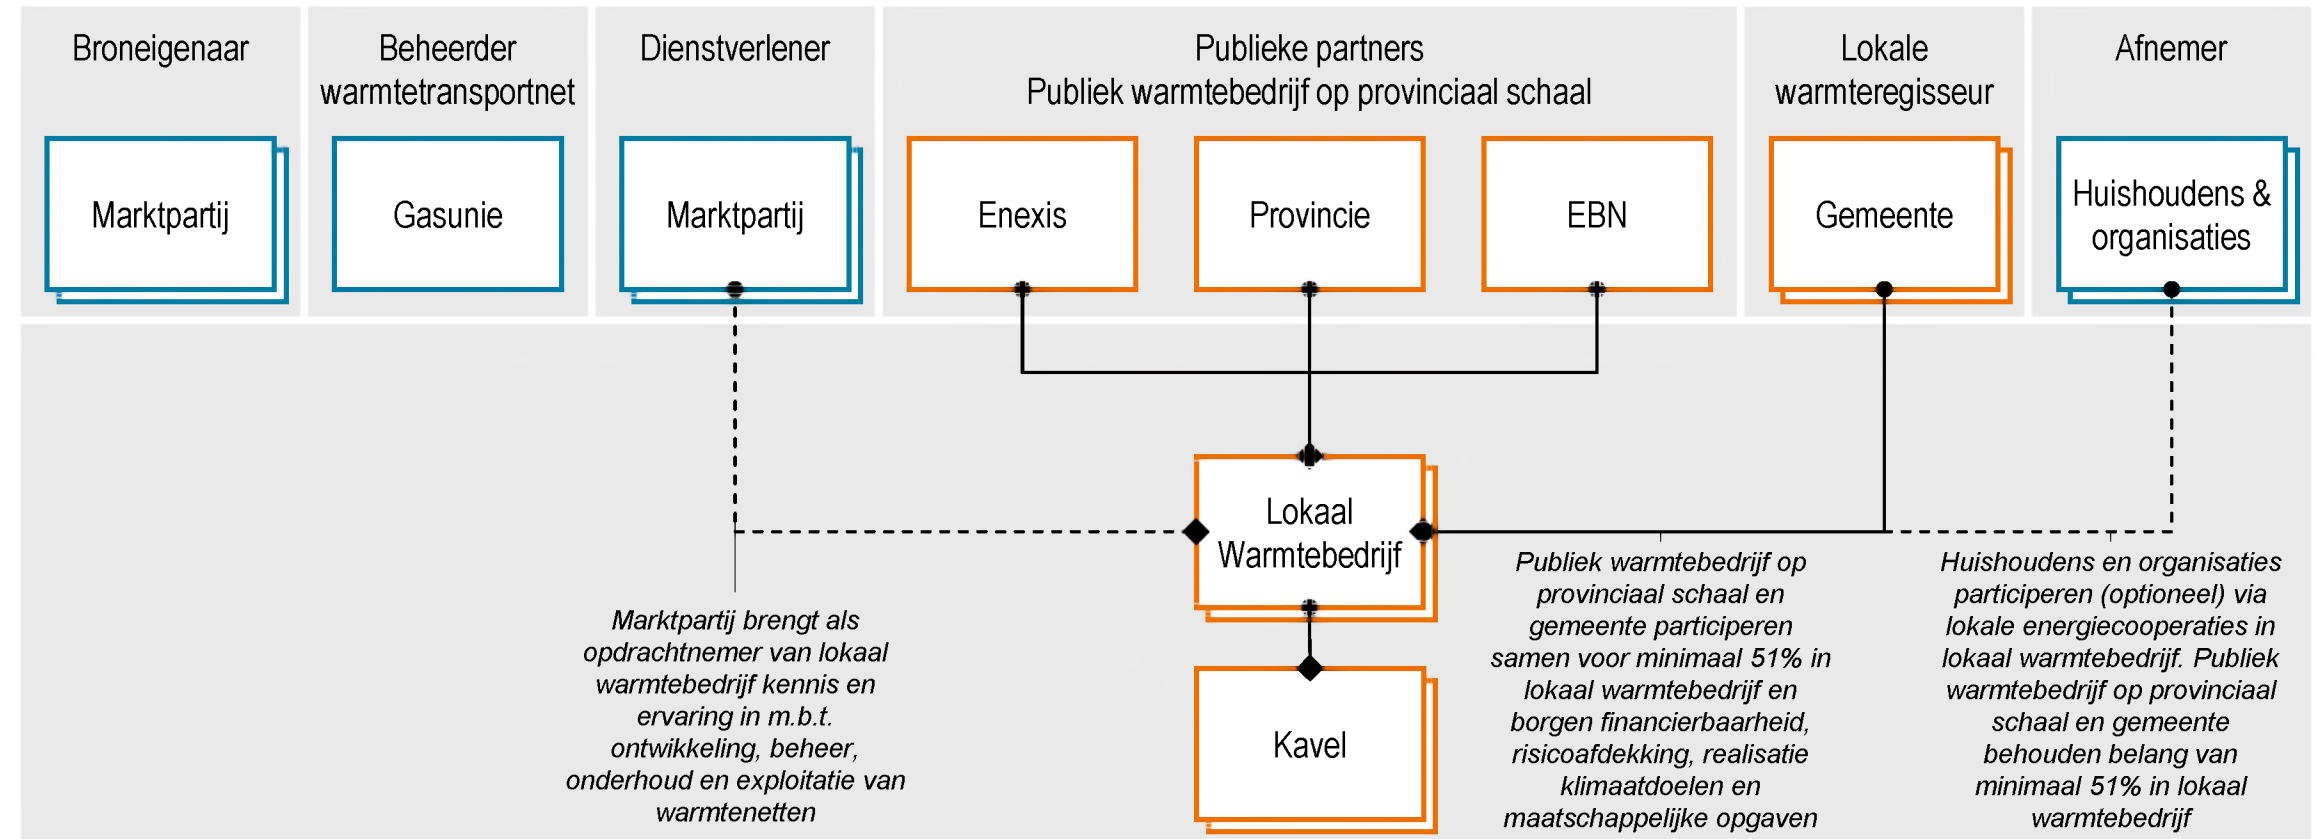 Broneigenaar
Beheerder
warmtetransportnet
Dienstverlener
Publieke partners
Publiek warmtebedrijf op provinciaal schaal
Lokale
warmteregisseur
Afnemer
Marktpartij
Gasunie
Marktpartij
Enexis
Provincie
EBN
Gemeente
Huishoudens &
organisaties
Lokaal
Warmtebedrijf
Kavel
Marktpartij brengt als
opdrachtnemer van lokaal
warmtebedrijf kennis en
ervaring in m.b.t.
ontwikkeling, beheer,
onderhoud en exploitatie van
warmtenetten
Publiek warmtebedrijf op
provinciaal schaal en
gemeente participeren
samen voor minimaal 51% in
lokaal warmtebedrijf en
borgen financierbaarheid,
risicoafdekking, realisatie
klimaatdoelen en
maatschappelijke opgaven
Huishoudens en organisaties
participeren (optioneel) via
lokale energiecooperaties in
lokaal warmtebedrijf. Publiek
warmtebedrijf op provinciaal
schaal en gemeente
behouden belang van
minimaal 51% in lokaal
warmtebedrijf